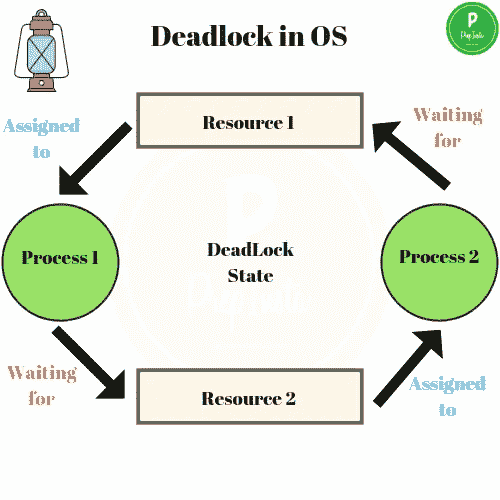 Deadlock in OS
P
PrepInsta
Resource 1
Assigned
to
Waiting
for
Process 1
DeadLock
State
Process 2
Waiting
for
Resource 2
Assigned
to